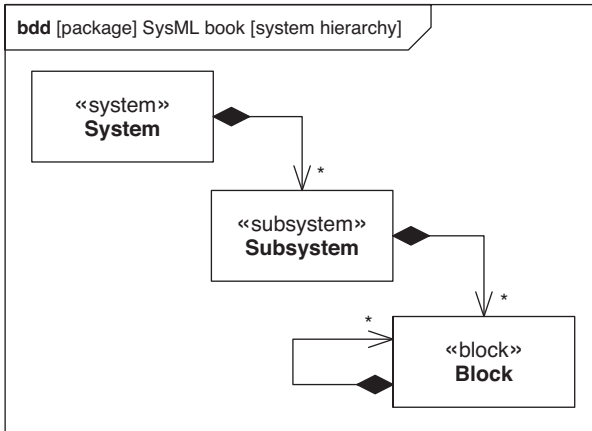 bdd [package] SysML book [system hierarchy]
«system»
System
*
«subsystem»
Subsystem
*
*
«block»
Block